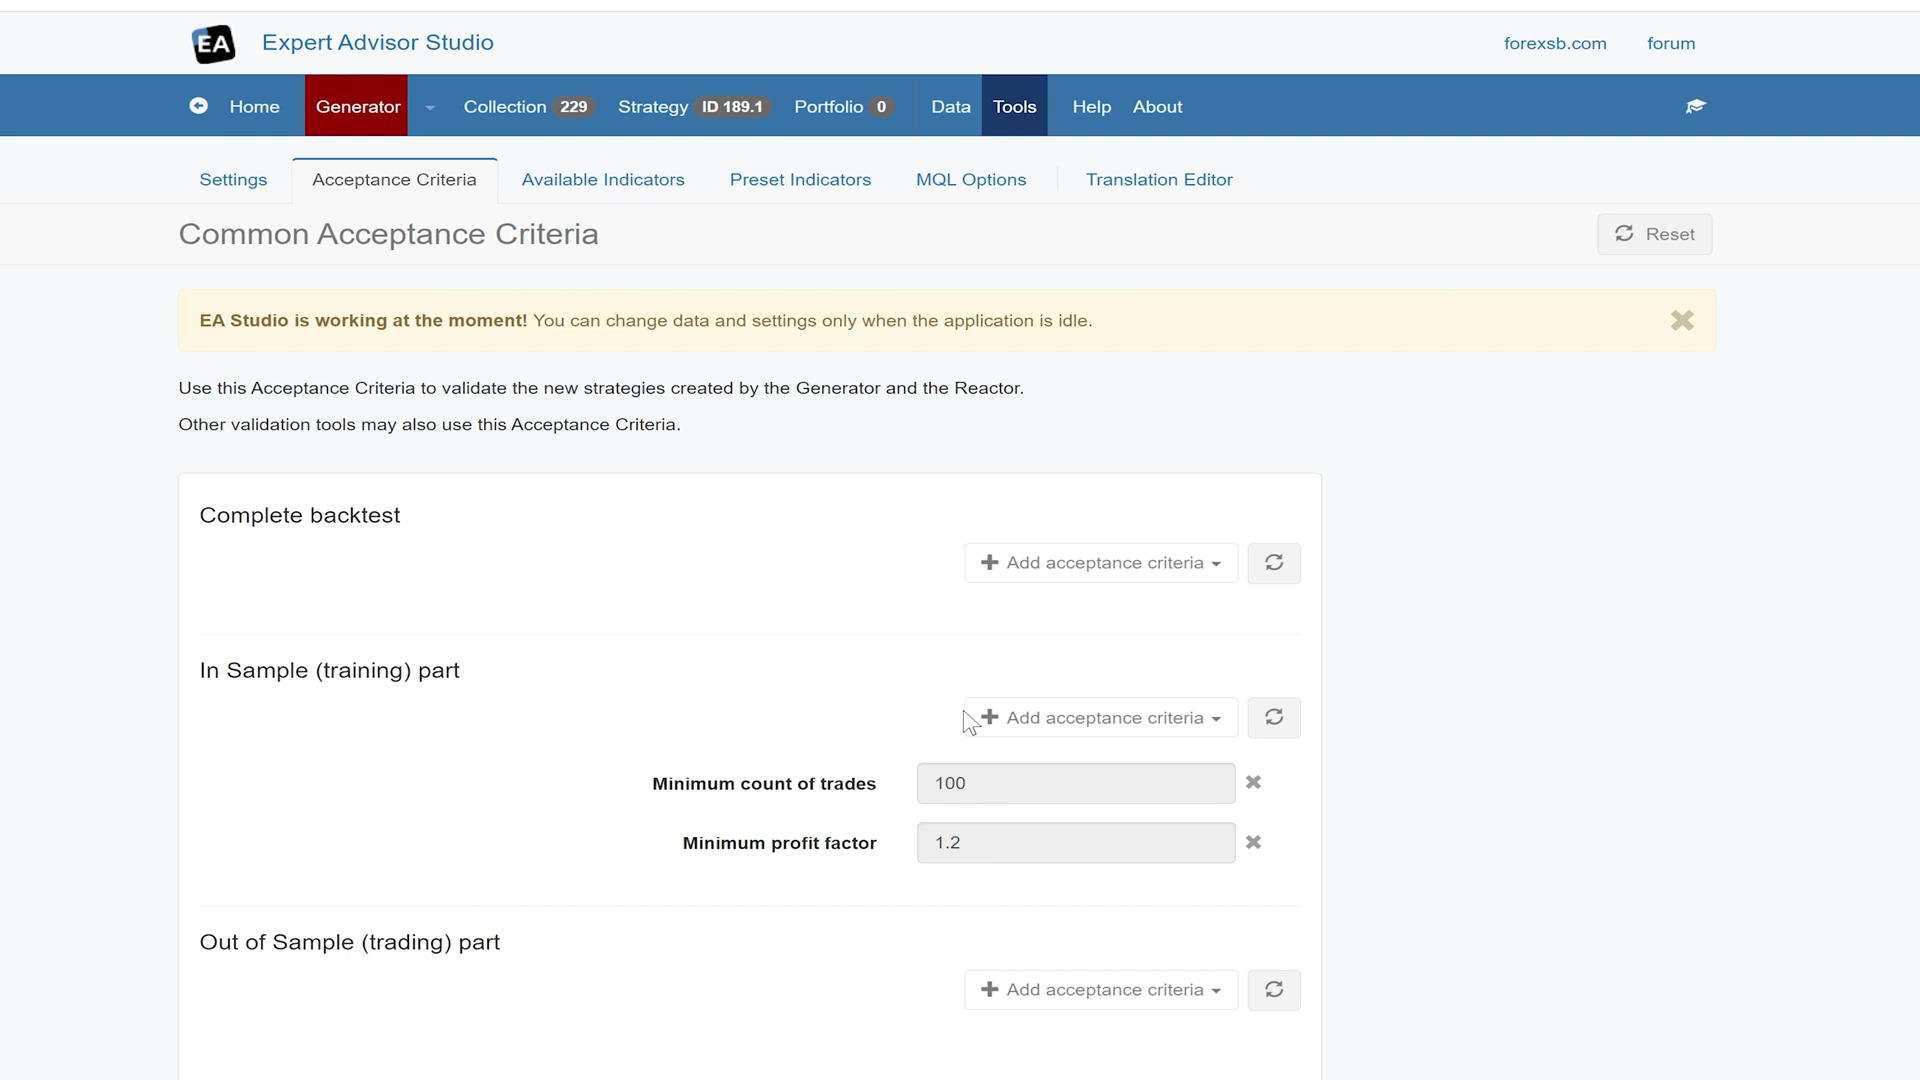 EA Expert Advisor Studio forexsb.com forum
Home Generator Collection 229 Strategy ID 189.1 Portfolio 0 Data Tools Help About
Settings Acceptance Criteria Available Indicators Preset Indicators MQL Options Translation Editor
Common Acceptance Criteria Reset
EA Studio is working at the moment! You can change data and settings only when the application is idle.
Use this Acceptance Criteria to validate the new strategies created by the Generator and the Reactor.
Other validation tools may also use this Acceptance Criteria.
Complete backtest
Add acceptance criteria
In Sample (training) part
Add acceptance criteria
Minimum count of trades 100
Minimum profit factor 1.2
Out of Sample (trading) part
Add acceptance criteria